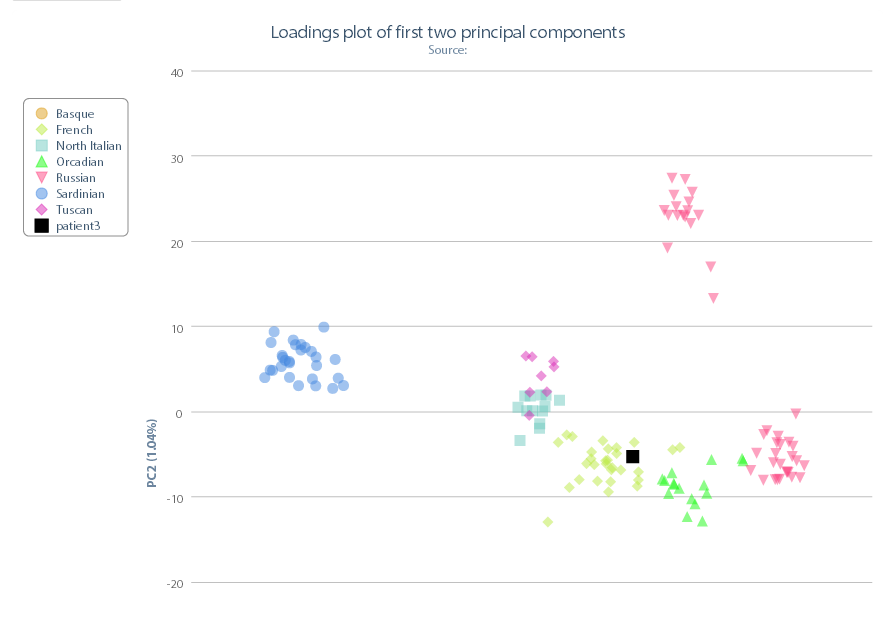 Loadings plot of first two principal components
Source:
Basque
French
North Italian
Orcadian
Russian
Sardinian
Tuscan
patient3
PC2 (1.04%)
40
30
20
10
0
-10
-20